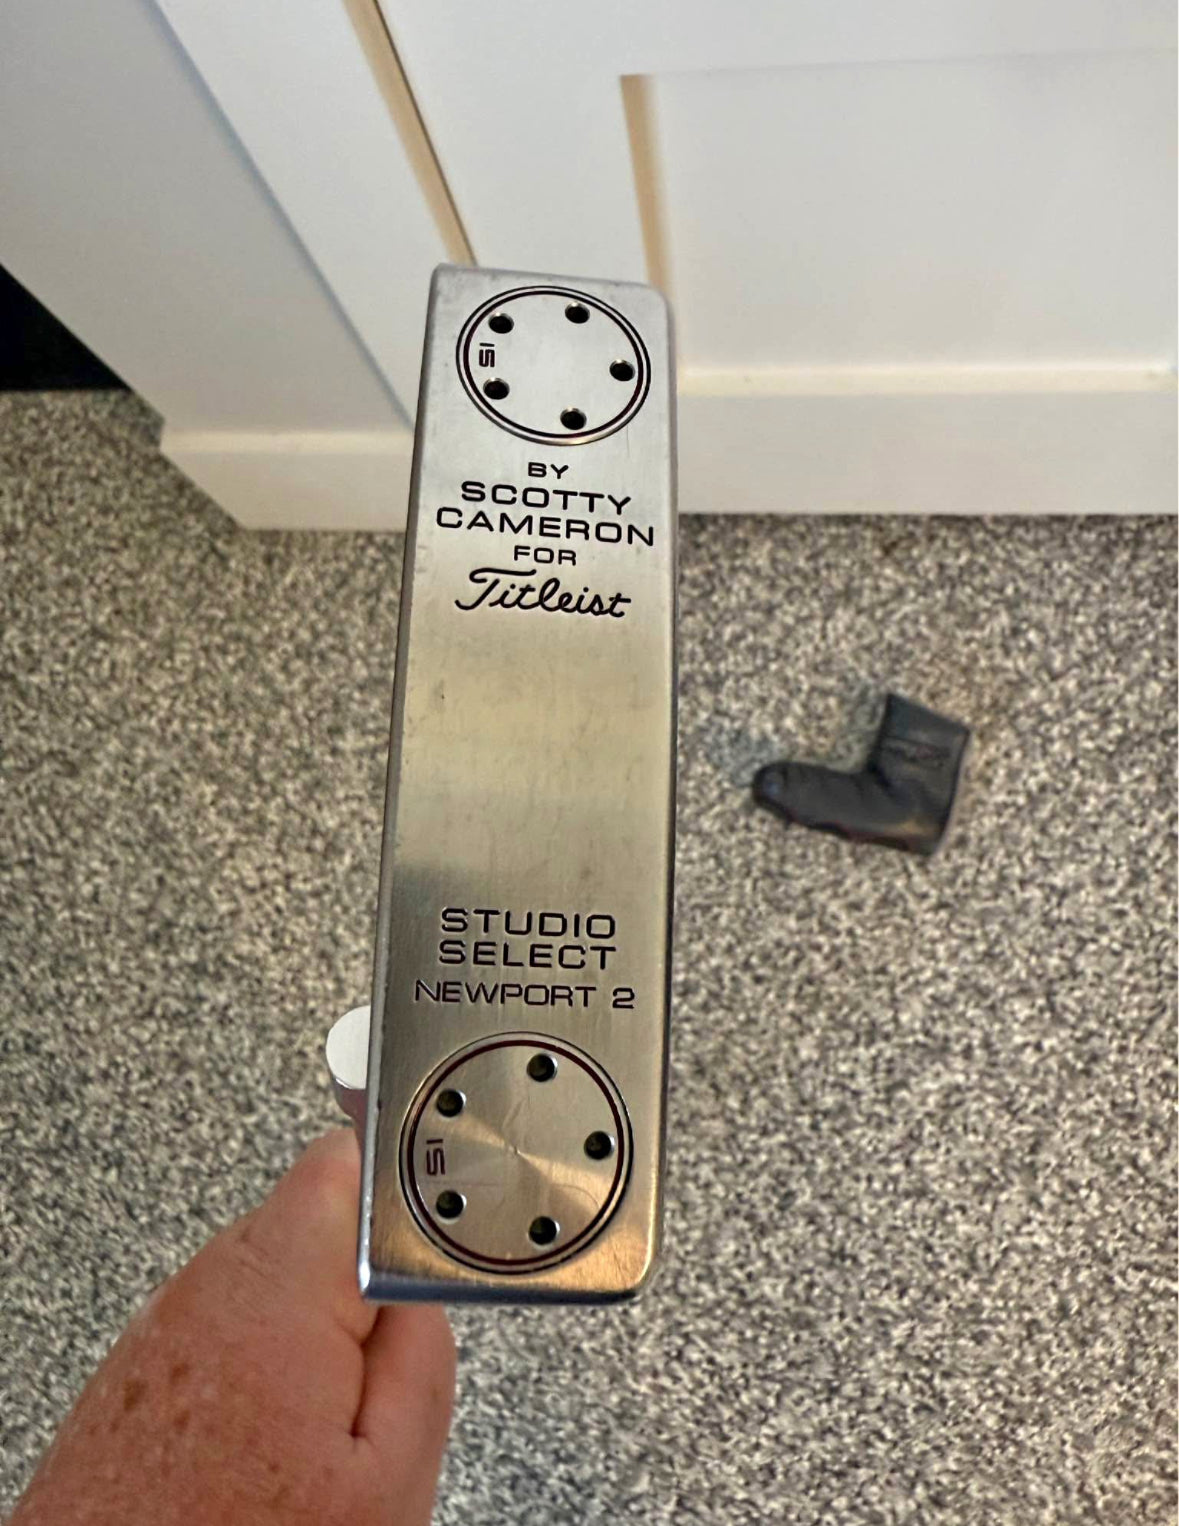 BY
SCOTTY
CAMERON
FOR
Titleist
STUDIO
SELECT
NEWPORT 2